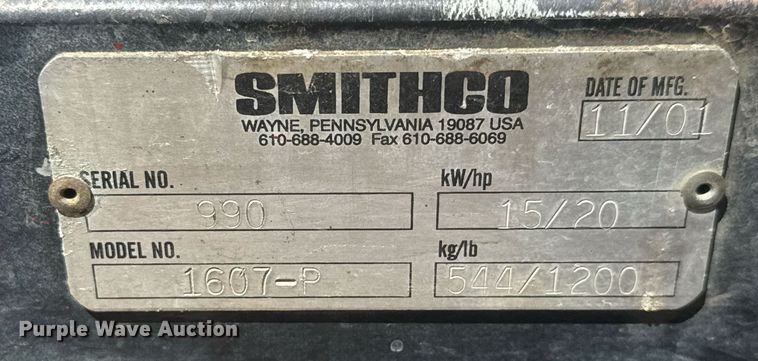 SMITHCO
WAYNE, PENNSYLVANIA 19087 USA
610-688-4009 Fax 610-688-6069
DATE OF MFG.
11/01
SERIAL NO.
990
kW/hp
15/20
MODEL NO.
1607-P
kg/lb
544/1200
Purple Wave Auction